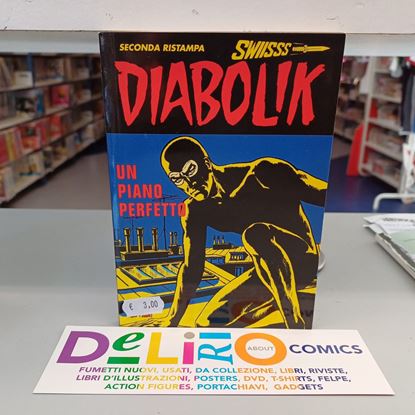 SECONDA RISTAMPA
SWIISSS
DIABOLIK
UN
PIANO
PERFETTO
€ 3,00
DeLiRIO ABOUT COMICS
FUMETTI NUOVI, USATI, DA COLLEZIONE, LIBRI, RIVISTE,
LIBRI D'ILLUSTRAZIONI, POSTERS, DVD, T-SHIRTS, FELPE,
ACTION FIGURES, PORTACHIAVI, GADGETS